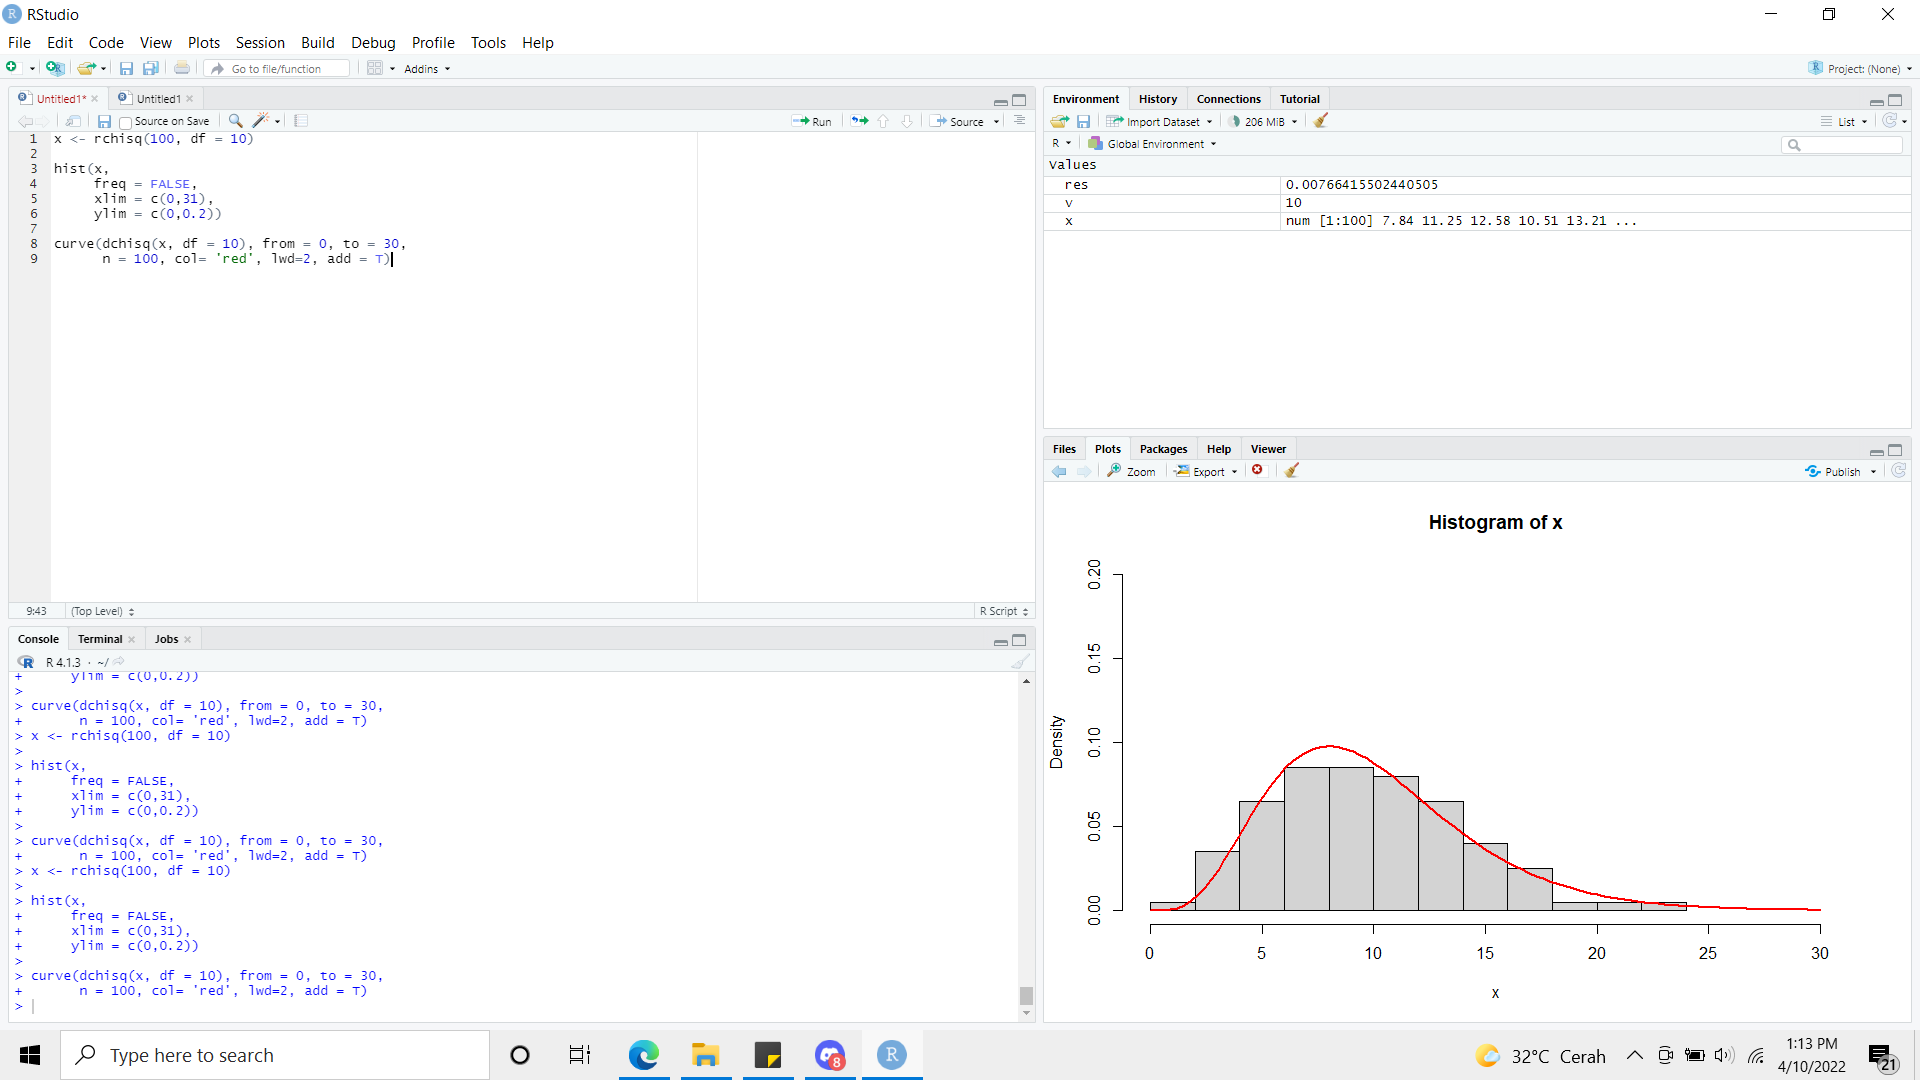 RStudio
File Edit Code View Plots Session Build Debug Profile Tools Help
Go to file/function Addins Project: (None)
Untitled1* Untitled1
Source on Save Run Source
1 x <- rchisq(100, df = 10)
2
3 hist(x,
4 freq = FALSE,
5 xlim = c(0,31),
6 ylim = c(0,0.2))
7
8 curve(dchisq(x, df = 10), from = 0, to = 30,
9 n = 100, col= 'red', lwd=2, add = T)
9:43 (Top Level) R Script
Console Terminal Jobs
R 4.1.3 · ~/
+ ylim = c(0,0.2))
>
> curve(dchisq(x, df = 10), from = 0, to = 30,
+ n = 100, col= 'red', lwd=2, add = T)
> x <- rchisq(100, df = 10)
>
> hist(x,
+ freq = FALSE,
+ xlim = c(0,31),
+ ylim = c(0,0.2))
>
> curve(dchisq(x, df = 10), from = 0, to = 30,
+ n = 100, col= 'red', lwd=2, add = T)
> x <- rchisq(100, df = 10)
>
> hist(x,
+ freq = FALSE,
+ xlim = c(0,31),
+ ylim = c(0,0.2))
>
> curve(dchisq(x, df = 10), from = 0, to = 30,
+ n = 100, col= 'red', lwd=2, add = T)
>
Environment History Connections Tutorial
Import Dataset 206 MiB List
R Global Environment
Values
res 0.00766415502440505
v 10
x num [1:100] 7.84 11.25 12.58 10.51 13.21 ...
Files Plots Packages Help Viewer
Zoom Export Publish
Histogram of x
Density
0.20
0.15
0.10
0.05
0.00
0 5 10 15 20 25 30
x
Type here to search 8 R 32°C Cerah 1:13 PM
4/10/2022 21